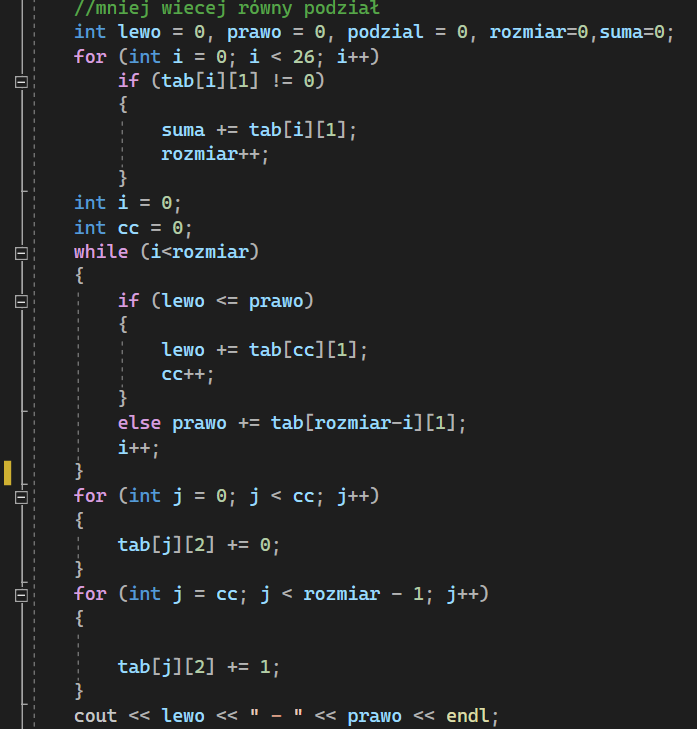 //mniej wiecej równy podział
int lewo = 0, prawo = 0, podzial = 0, rozmiar=0,suma=0;
for (int i = 0; i < 26; i++)
if (tab[i][1] != 0)
{
suma += tab[i][1];
rozmiar++;
}
int i = 0;
int cc = 0;
while (i<rozmiar)
{
if (lewo <= prawo)
{
lewo += tab[cc][1];
cc++;
}
else prawo += tab[rozmiar-i][1];
i++;
}
for (int j = 0; j < cc; j++)
{
tab[j][2] += 0;
}
for (int j = cc; j < rozmiar - 1; j++)
{
tab[j][2] += 1;
}
cout << lewo << " - " << prawo << endl;